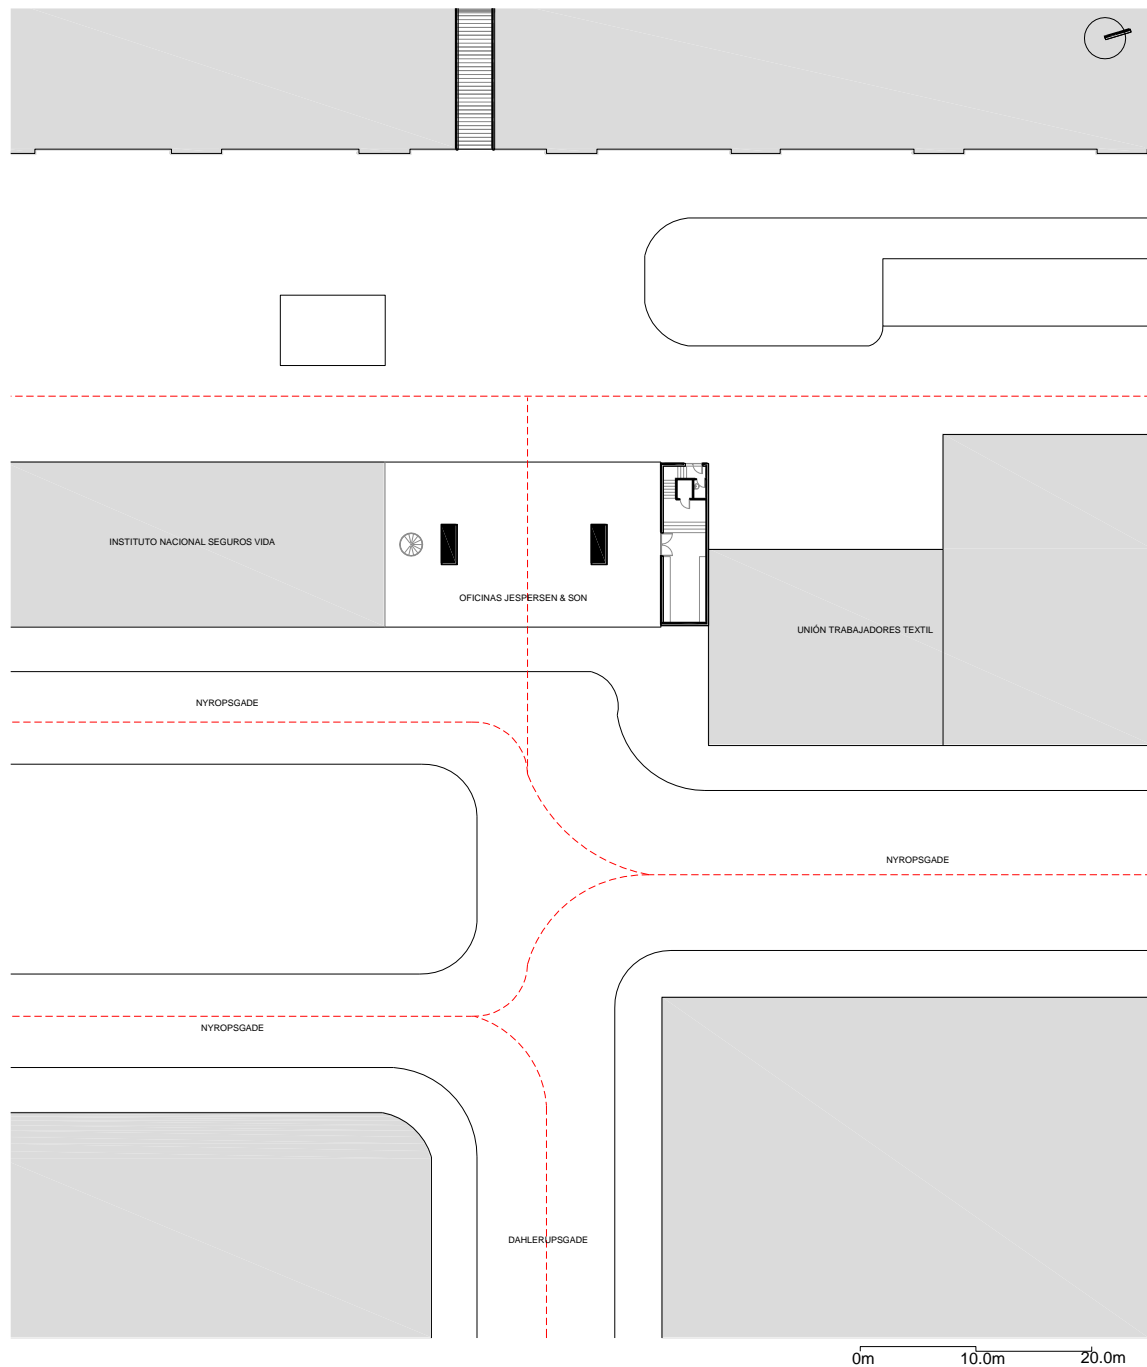 INSTITUTO NACIONAL SEGUROS VIDA
OFICINAS JESPERSEN & SON
UNIÓN TRABAJADORES TEXTIL
NYROPSGADE
NYROPSGADE
NYROPSGADE
DAHLERUPSGADE
0m 10.0m 20.0m